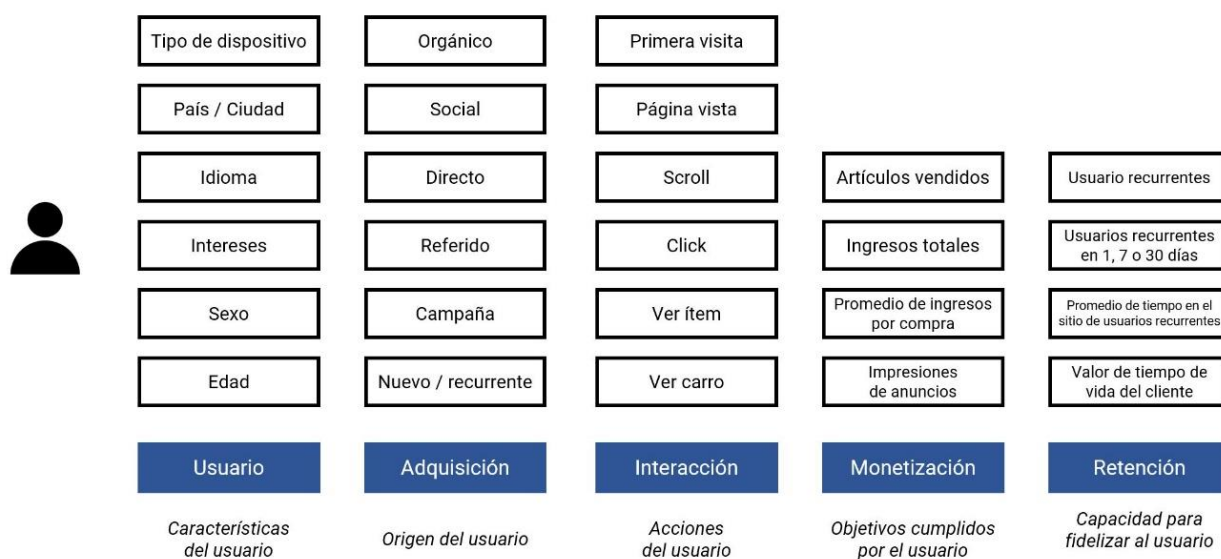 Tipo de dispositivo
País / Ciudad
Idioma
Intereses
Sexo
Edad
Usuario
Características
del usuario
Orgánico
Social
Directo
Referido
Campaña
Nuevo / recurrente
Adquisición
Origen del usuario
Primera visita
Página vista
Scroll
Click
Ver ítem
Ver carro
Interacción
Acciones
del usuario
Artículos vendidos
Ingresos totales
Promedio de ingresos
por compra
Impresiones
de anuncios
Monetización
Objetivos cumplidos
por el usuario
Usuario recurrentes
Usuarios recurrentes
en 1, 7 o 30 días
Promedio de tiempo en el
sitio de usuarios recurrentes
Valor de tiempo de
vida del cliente
Retención
Capacidad para
fidelizar al usuario